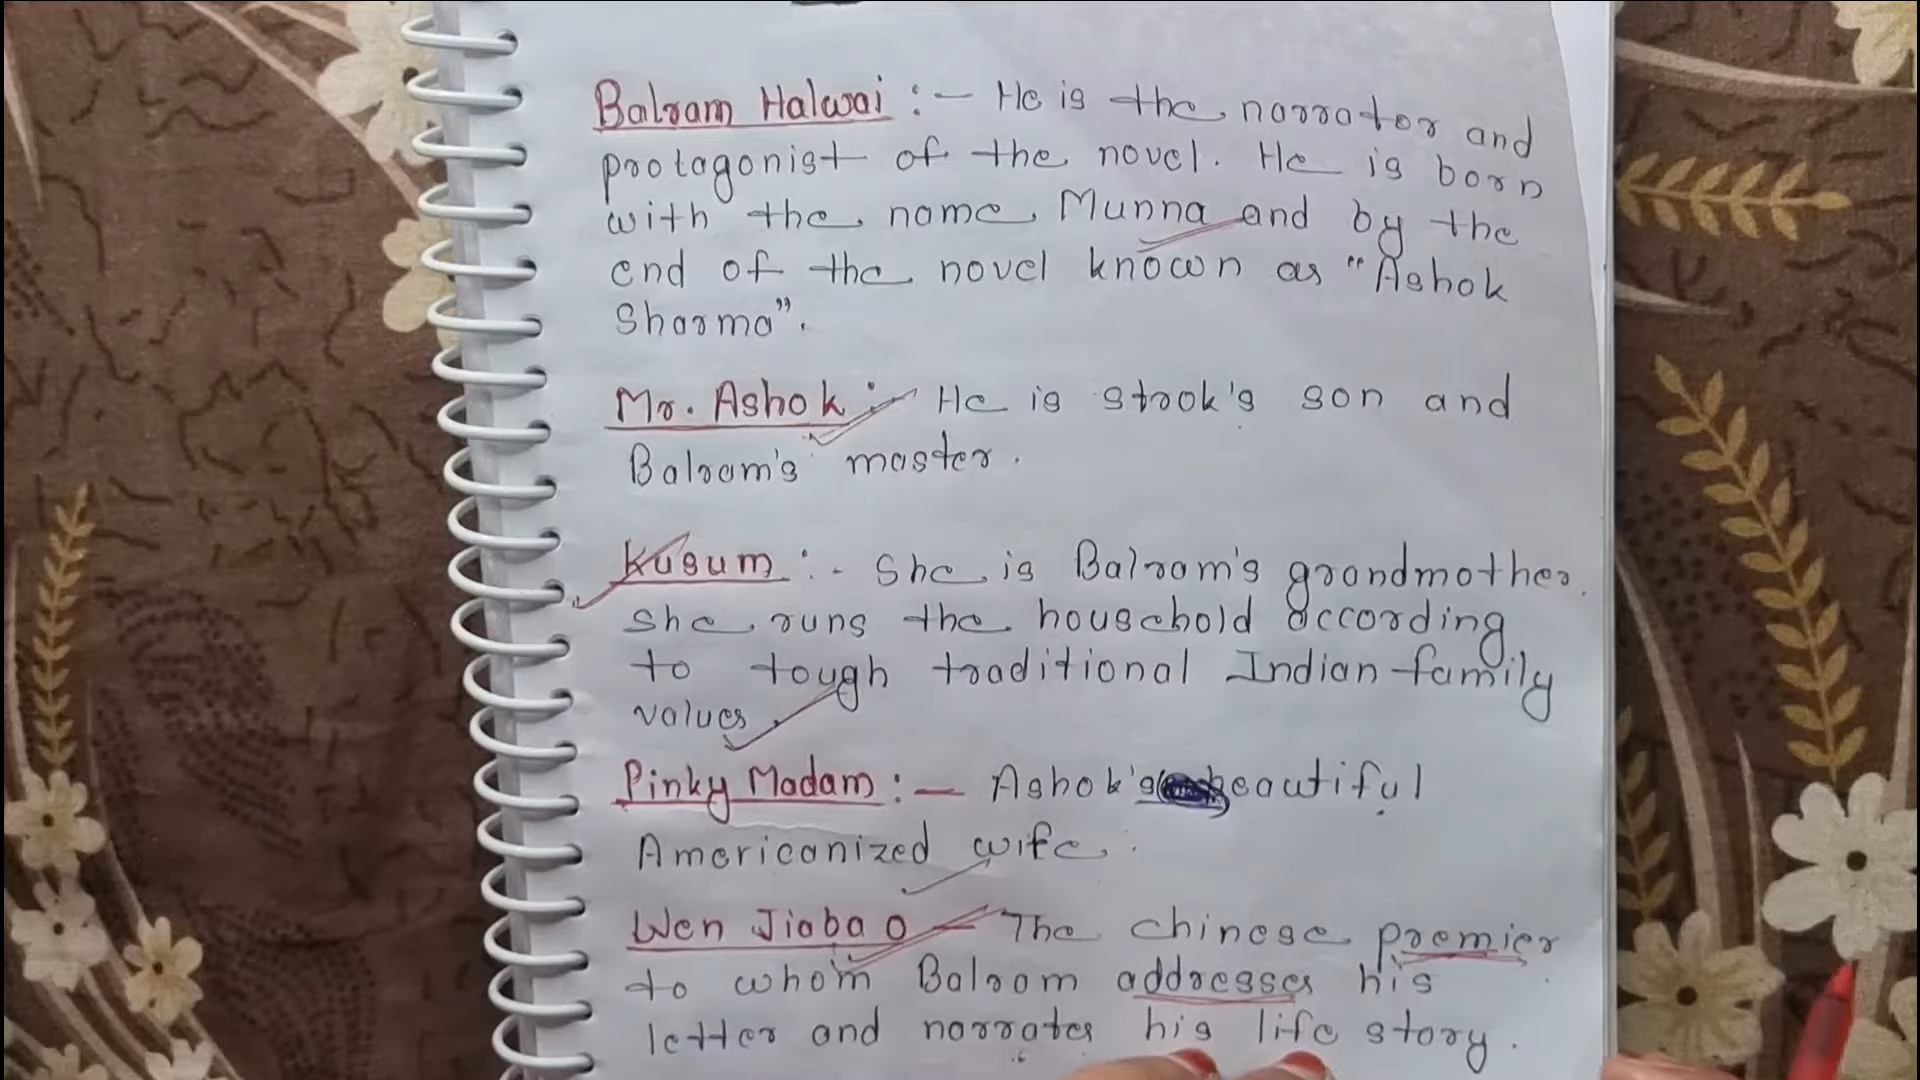 Balram Halwai :- He is the narrator and
protagonist of the novel. He is born
with the name Munna and by the
end of the novel known as "Ashok
Sharma".
Mr. Ashok : He is strok's son and
Balram's master.
Kusum :- She is Balram's grandmother.
she runs the household according
to tough traditional Indian family
values.
Pinky Madam :- Ashok's beautiful
Americanized wife.
Wen Jiabao - The chinese premier
to whom Balram addresses his
letter and narrates his life story.